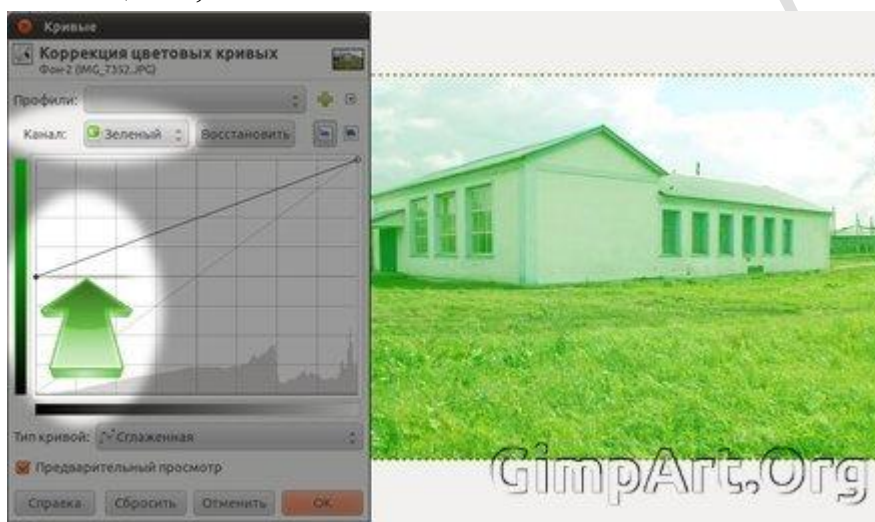 Кривые
Коррекция цветовых кривых
Фон-2 (IMG_7352.JPG)
Профили:
Канал: Зеленый Восстановить
Тип кривой: Сглаженная
Предварительный просмотр
Справка Сбросить Отменить OK
GimpArt.Org